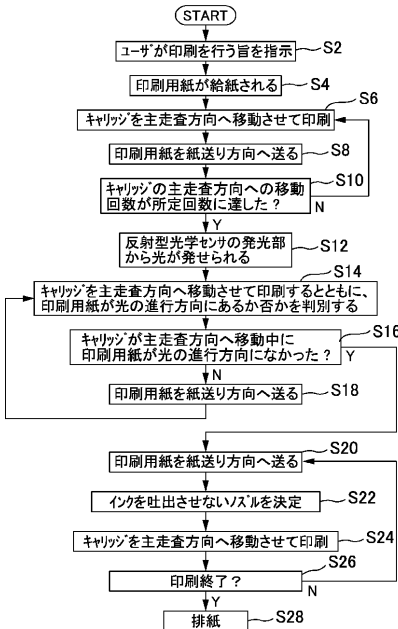 START
ユーザが印刷を行う旨を指示
S2
印刷用紙が給紙される
S4
キャリッジを主走査方向へ移動させて印刷
S6
印刷用紙を紙送り方向へ送る
S8
キャリッジの主走査方向への移動
回数が所定回数に達した?
S10
N
Y
反射型光学センサの発光部
から光が発せられる
S12
キャリッジを主走査方向へ移動させて印刷するとともに、
印刷用紙が光の進行方向にあるか否かを判別する
S14
キャリッジが主走査方向へ移動中に
印刷用紙が光の進行方向になかった?
S16
Y
N
印刷用紙を紙送り方向へ送る
S18
印刷用紙を紙送り方向へ送る
S20
インクを吐出させないノズルを決定
S22
キャリッジを主走査方向へ移動させて印刷
S24
印刷終了?
S26
N
Y
排紙
S28